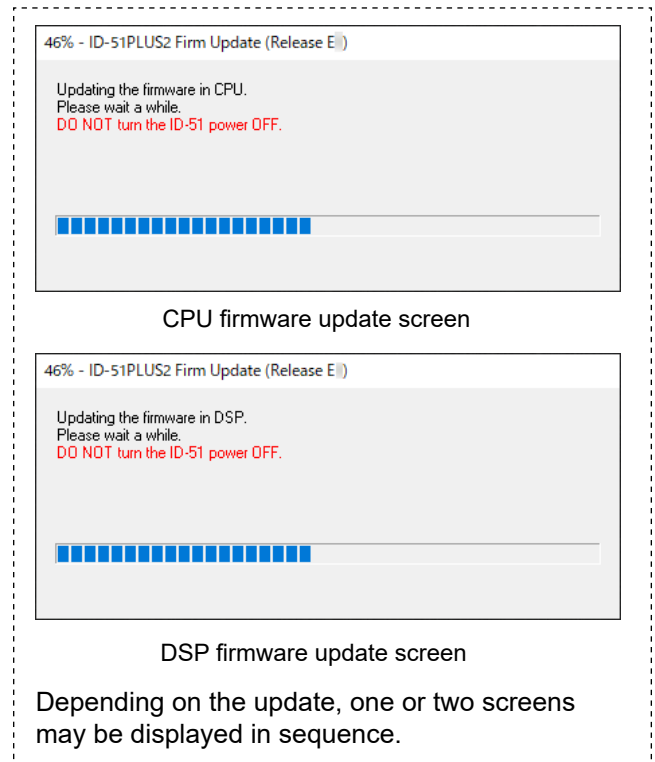 46% - ID-51PLUS2 Firm Update (Release E )
Updating the firmware in CPU.
Please wait a while.
DO NOT turn the ID-51 power OFF.
CPU firmware update screen
46% - ID-51PLUS2 Firm Update (Release E )
Updating the firmware in DSP.
Please wait a while.
DO NOT turn the ID-51 power OFF.
DSP firmware update screen
Depending on the update, one or two screens
may be displayed in sequence.